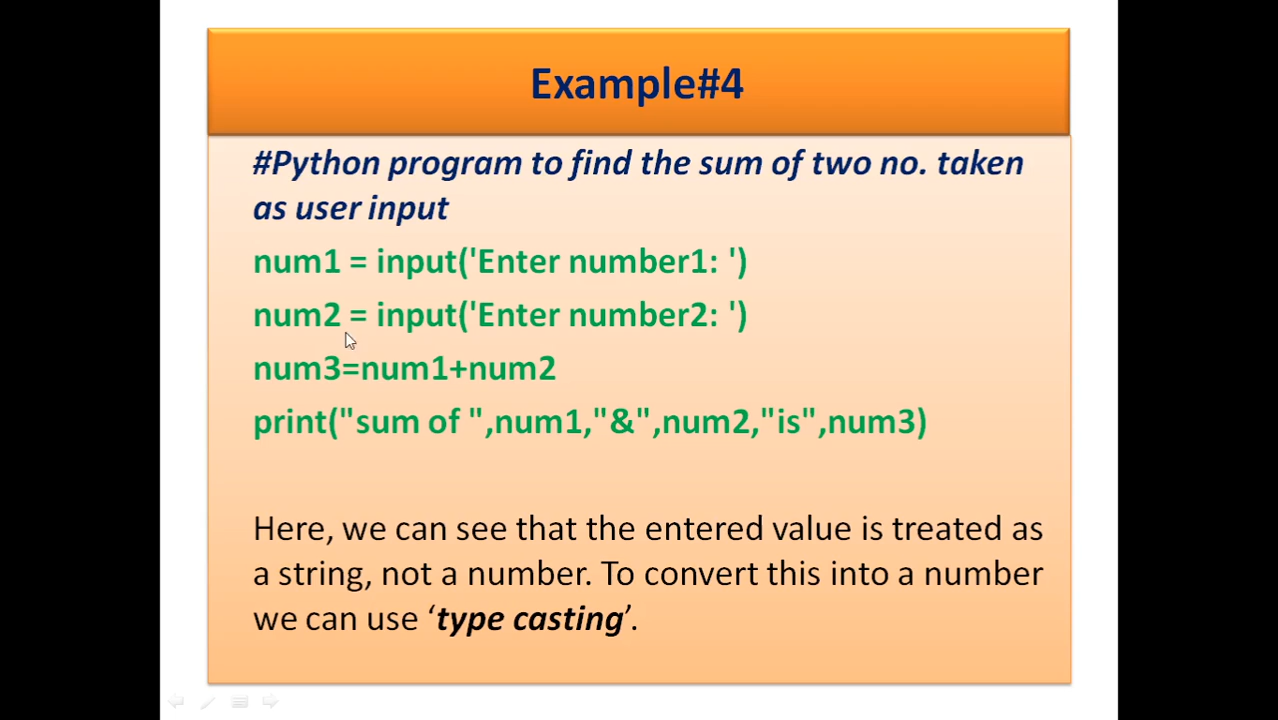 Example#4
#Python program to find the sum of two no. taken
as user input
num1 = input('Enter number1: ')
num2 = input('Enter number2: ')
num3=num1+num2
print("sum of ",num1,"&",num2,"is",num3)
Here, we can see that the entered value is treated as
a string, not a number. To convert this into a number
we can use ‘type casting’.